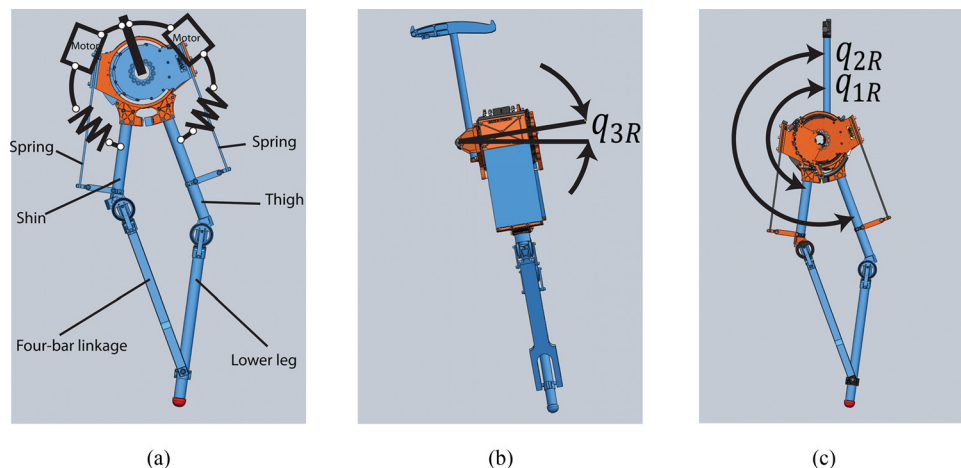 Motor
Motor
Spring
Spring
Shin
Thigh
Four-bar linkage
Lower leg
(a)
q3R
(b)
q2R
q1R
(c)